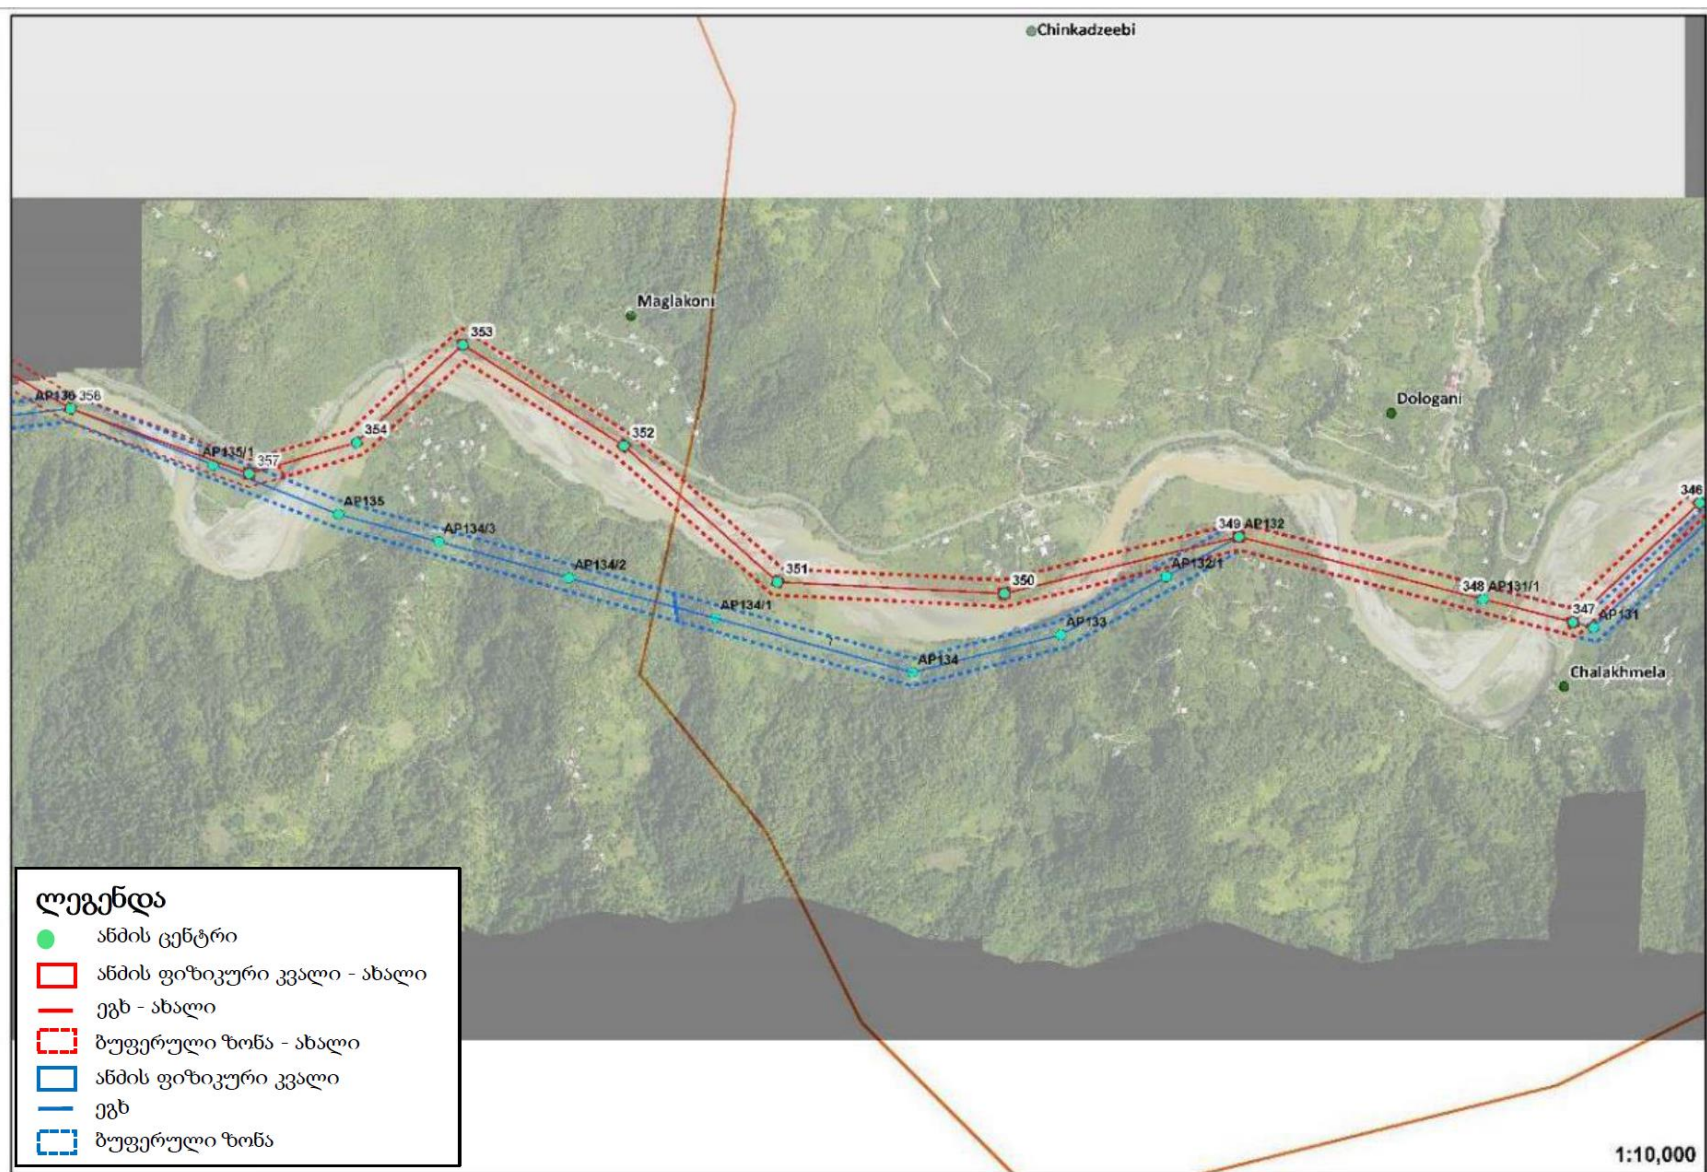 Chinkadzeebi
Maglakoni
353
Dologani
AP136 356
354
352
AP135/1
357
346
AP135
349 AP132
AP134/3
AP134/2
351
350
AP132/1
348 AP131/1
AP134/1
347
AP131
AP133
AP134
Chalakhmela
ლეგენდა
ანძის ცენტრი
ანძის ფიზიკური კვალი - ახალი
ეგხ - ახალი
ბუფერული ზონა - ახალი
ანძის ფიზიკური კვალი
ეგხ
ბუფერული ზონა
1:10,000